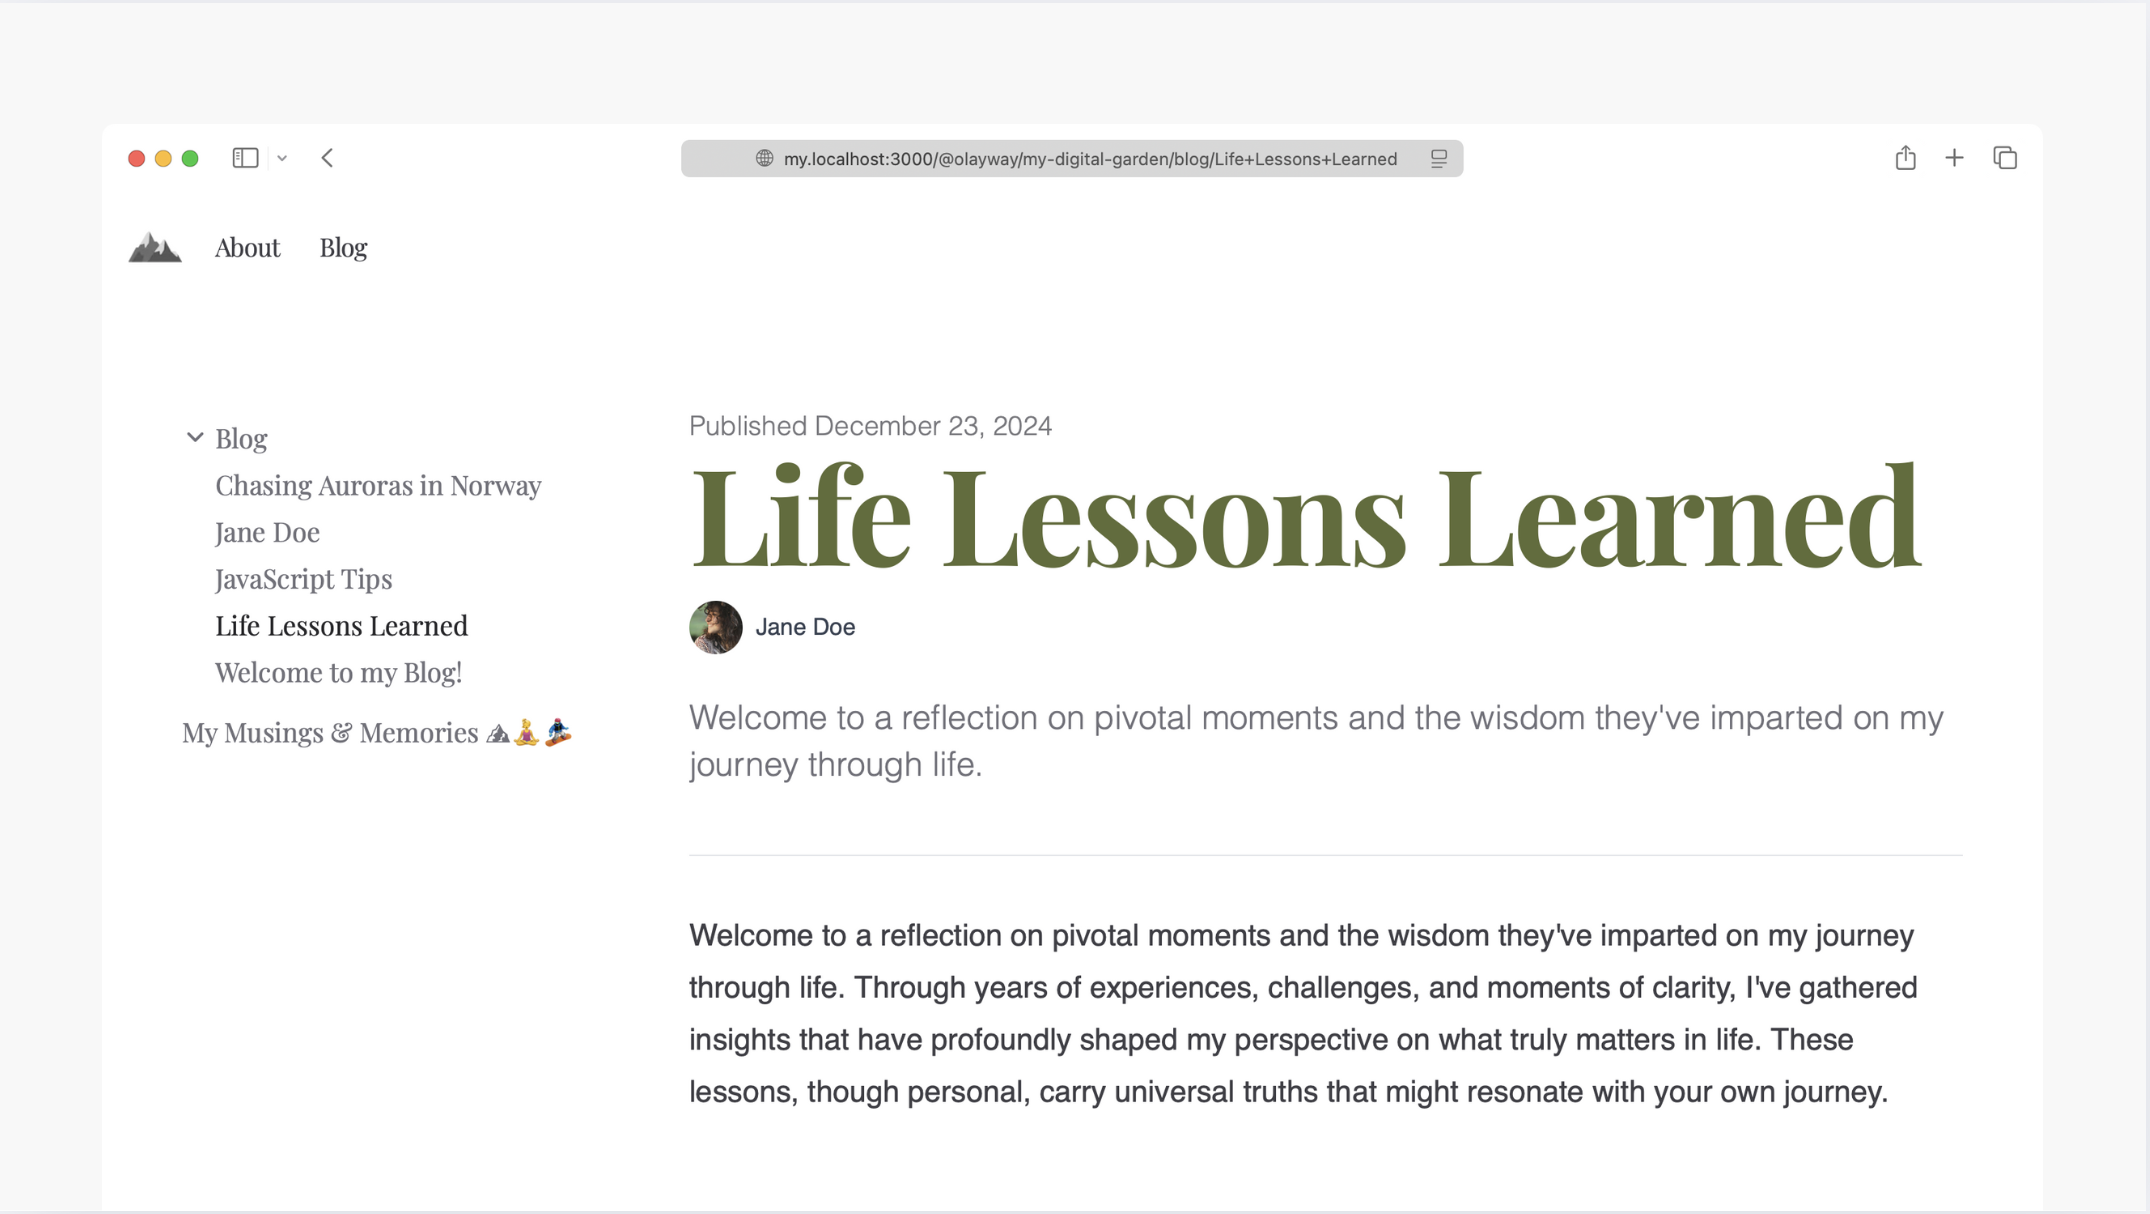 my.localhost:3000/@olayway/my-digital-garden/blog/Life+Lessons+Learned
About
Blog
Blog
Chasing Auroras in Norway
Jane Doe
JavaScript Tips
Life Lessons Learned
Welcome to my Blog!
My Musings & Memories 🏔🧘‍♀️🏂
Published December 23, 2024
Life Lessons Learned
Jane Doe
Welcome to a reflection on pivotal moments and the wisdom they've imparted on my
journey through life.
Welcome to a reflection on pivotal moments and the wisdom they've imparted on my journey
through life. Through years of experiences, challenges, and moments of clarity, I've gathered
insights that have profoundly shaped my perspective on what truly matters in life. These
lessons, though personal, carry universal truths that might resonate with your own journey.